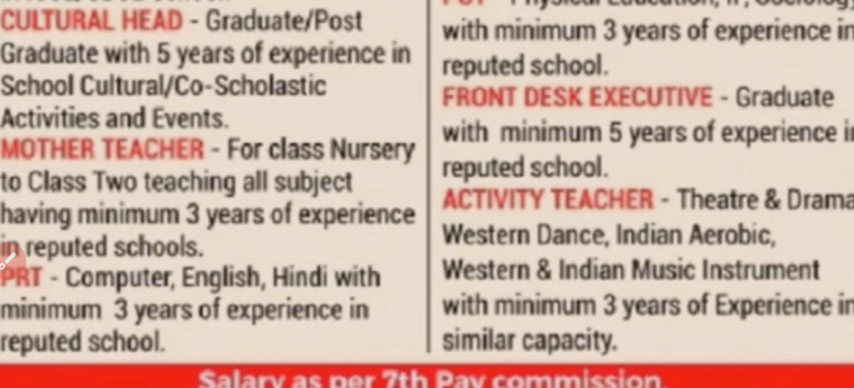 CULTURAL HEAD - Graduate/Post
Graduate with 5 years of experience in
School Cultural/Co-Scholastic
Activities and Events.
MOTHER TEACHER - For class Nursery
to Class Two teaching all subject
having minimum 3 years of experience
in reputed schools.
PRT - Computer, English, Hindi with
minimum 3 years of experience in
reputed school.
with minimum 3 years of experience in
reputed school.
FRONT DESK EXECUTIVE - Graduate
with minimum 5 years of experience in
reputed school.
ACTIVITY TEACHER - Theatre & Drama
Western Dance, Indian Aerobic,
Western & Indian Music Instrument
with minimum 3 years of Experience in
similar capacity.
Salary as per 7th Pay commission.